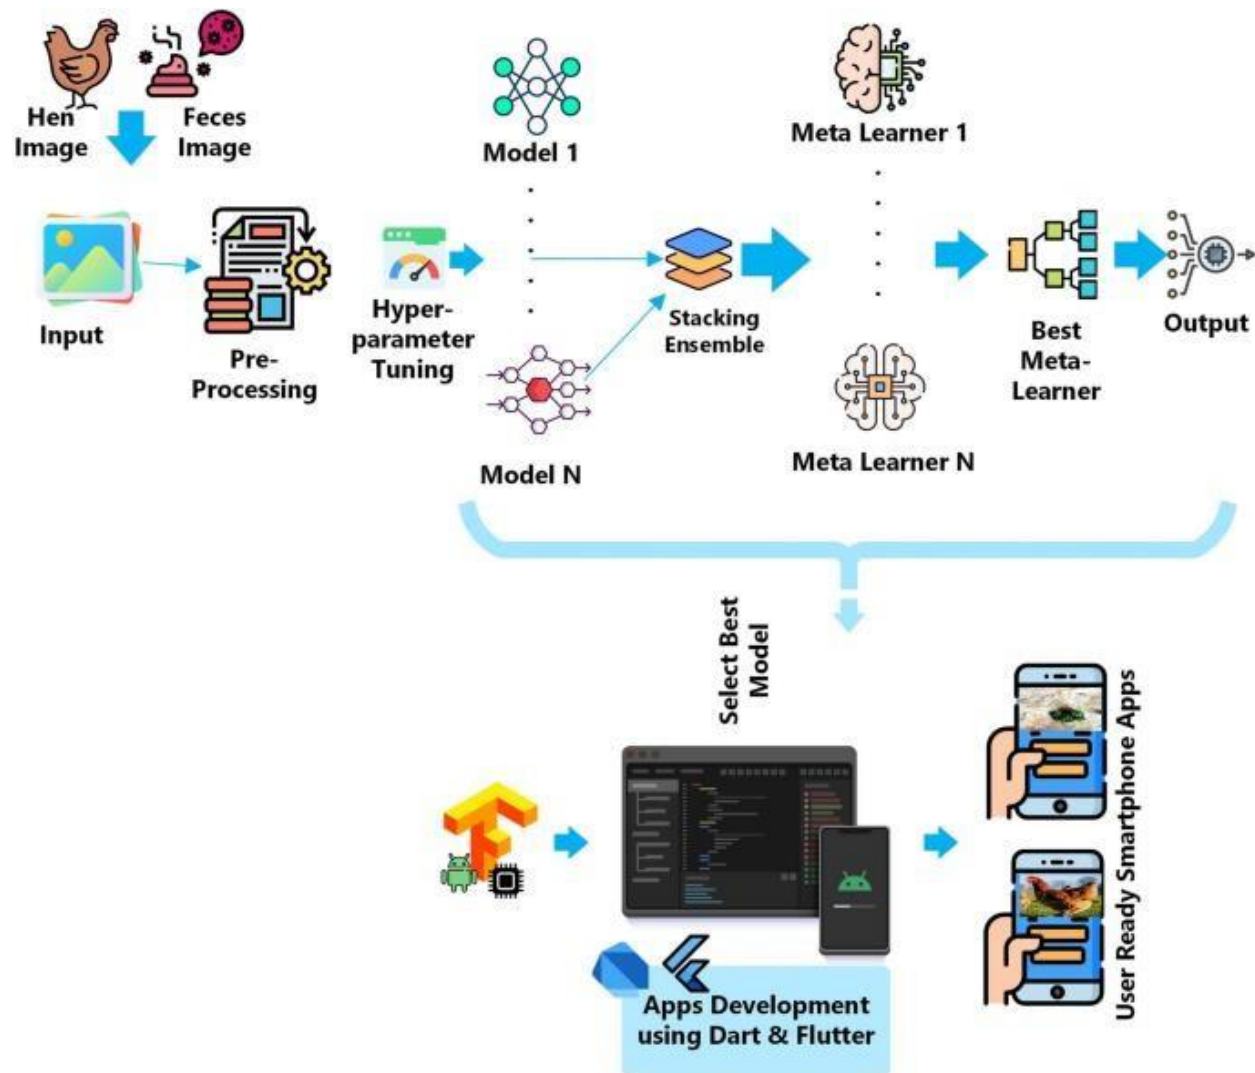 Hen
Image
Feces
Image
Model 1
Meta Learner 1
Input
Pre-
Processing
Hyper-
parameter
Tuning
Stacking
Ensemble
Best
Meta-
Learner
Output
Model N
Meta Learner N
Select Best
Model
User Ready Smartphone Apps
Apps Development
using Dart & Flutter